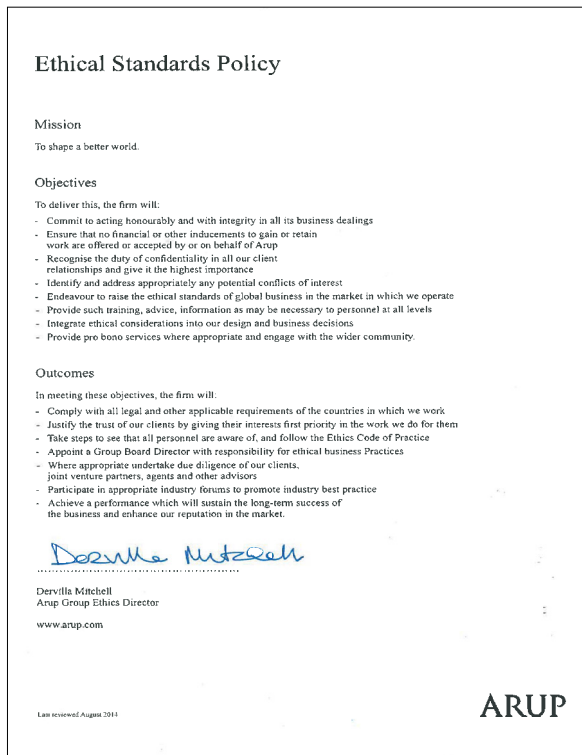 Ethical Standards Policy
Mission
To shape a better world.
Objectives
To deliver this, the firm will:
- Commit to acting honourably and with integrity in all its business dealings
- Ensure that no financial or other inducements to gain or retain
work are offered or accepted by or on behalf of Arup
- Recognise the duty of confidentiality in all our client
relationships and give it the highest importance
- Identify and address appropriately any potential conflicts of interest
- Endeavour to raise the ethical standards of global business in the market in which we operate
- Provide such training, advice, information as may be necessary to personnel at all levels
- Integrate ethical considerations into our design and business decisions
- Provide pro bono services where appropriate and engage with the wider community.
Outcomes
In meeting these objectives, the firm will:
- Comply with all legal and other applicable requirements of the countries in which we work
- Justify the trust of our clients by giving their interests first priority in the work we do for them
- Take steps to see that all personnel are aware of, and follow the Ethics Code of Practice
- Appoint a Group Board Director with responsibility for ethical business Practices
- Where appropriate undertake due diligence of our clients,
joint venture partners, agents and other advisors
- Participate in appropriate industry forums to promote industry best practice
- Achieve a performance which will sustain the long-term success of
the business and enhance our reputation in the market.
Dervilla Mitchell
Dervilla Mitchell
Arup Group Ethics Director
www.arup.com
Last reviewed August 2014
ARUP